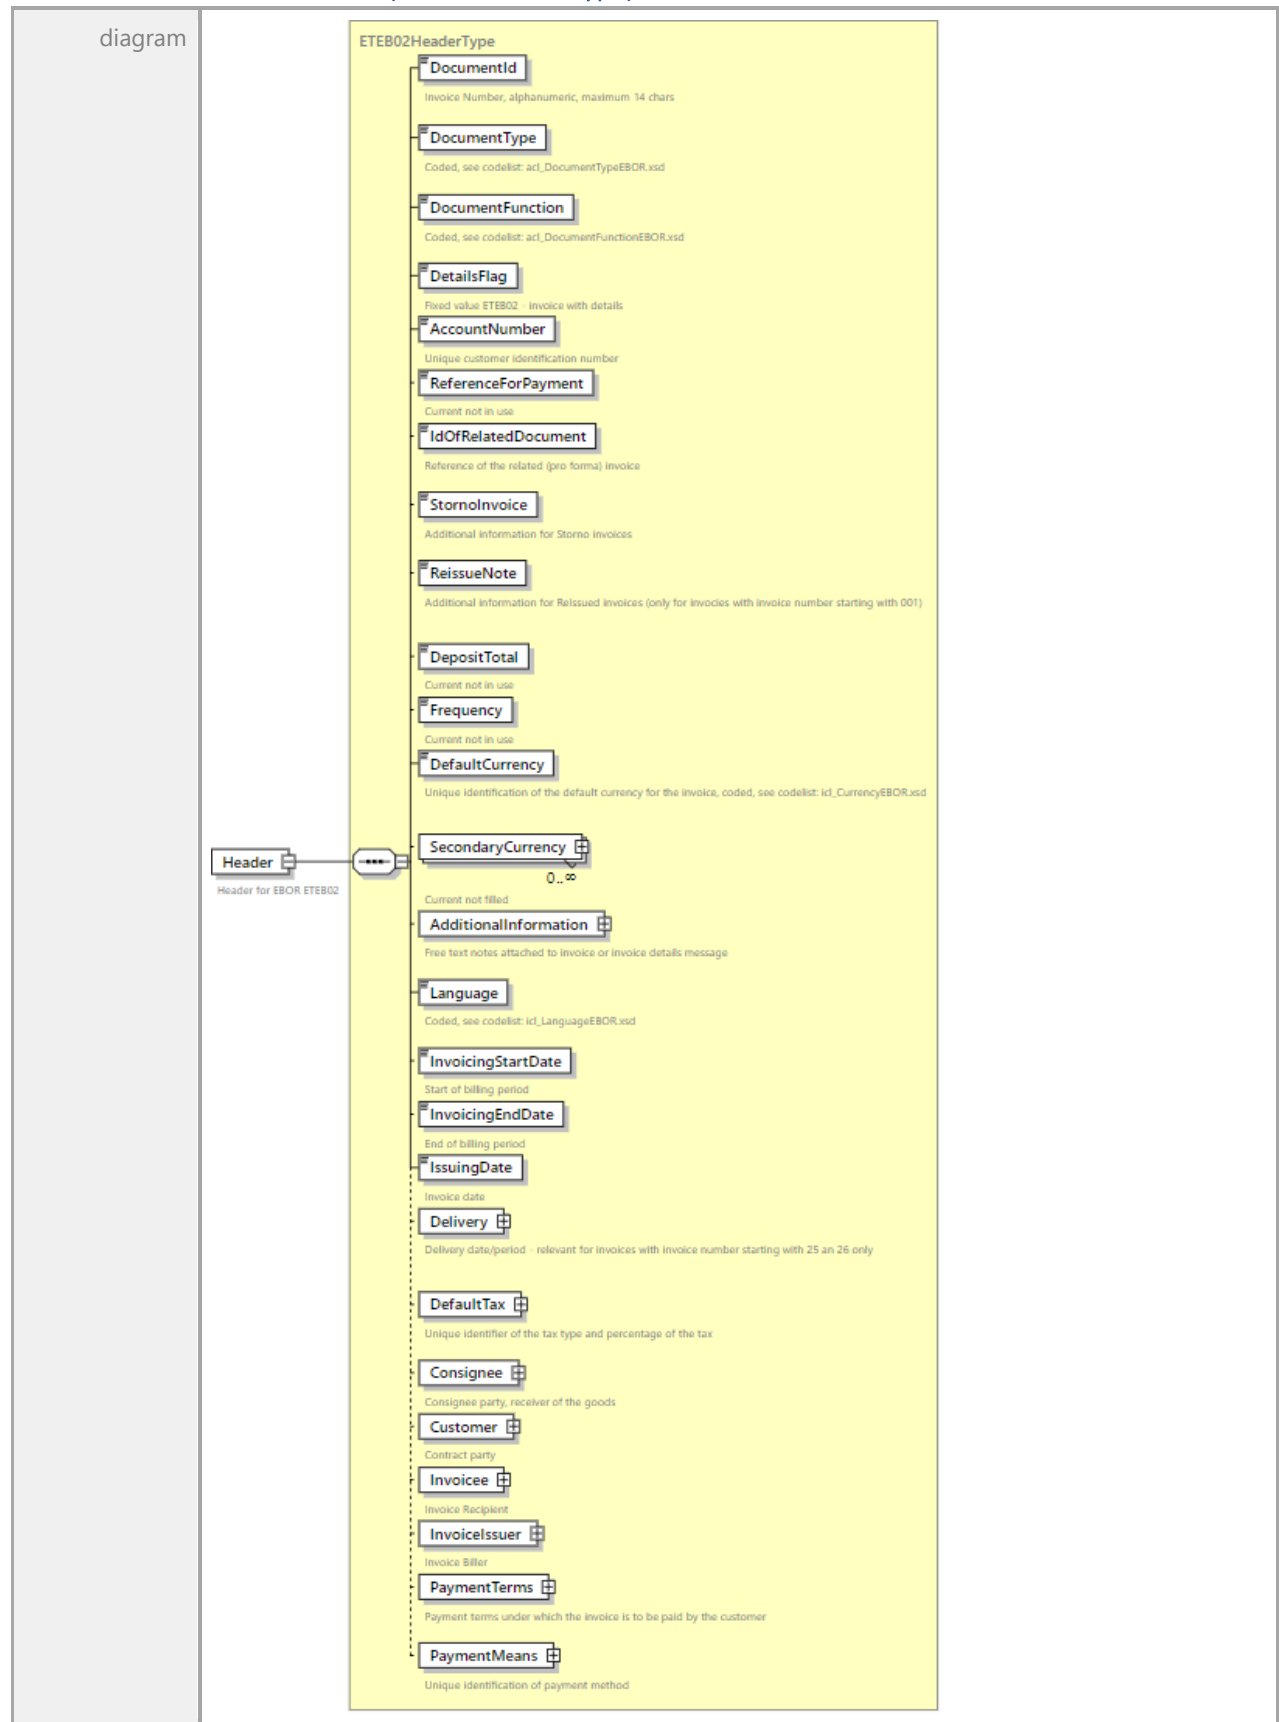 diagram
ETEB02HeaderType
DocumentId
Invoice Number, alphanumeric, maximum 14 chars
DocumentType
Coded, see codelist: acl_DocumentTypeEBOR.xsd
DocumentFunction
Coded, see codelist: acl_DocumentFunctionEBOR.xsd
DetailsFlag
Fixed value ETEB02 - invoice with details
AccountNumber
Unique customer identification number
ReferenceForPayment
Current not in use
IdOfRelatedDocument
Reference of the related (pro forma) invoice
StornoInvoice
Additional information for Storno invoices
ReissueNote
Additional information for ReIssued invoices (only for invocies with invoice number starting with 001)
DepositTotal
Current not in use
Frequency
Current not in use
DefaultCurrency
Unique identification of the default currency for the invoice, coded, see codelist: icl_CurrencyEBOR.xsd
SecondaryCurrency
0..∞
Current not filled
Header
Header for EBOR ETEB02
AdditionalInformation
Free text notes attached to invoice or invoice details message
Language
Coded, see codelist: icl_LanguageEBOR.xsd
InvoicingStartDate
Start of billing period
InvoicingEndDate
End of billing period
IssuingDate
Invoice date
Delivery
Delivery date/period - relevant for invoices with invoice number starting with 25 an 26 only
DefaultTax
Unique identifier of the tax type and percentage of the tax
Consignee
Consignee party, receiver of the goods
Customer
Contract party
Invoicee
Invoice Recipient
InvoiceIssuer
Invoice Biller
PaymentTerms
Payment terms under which the invoice is to be paid by the customer
PaymentMeans
Unique identification of payment method